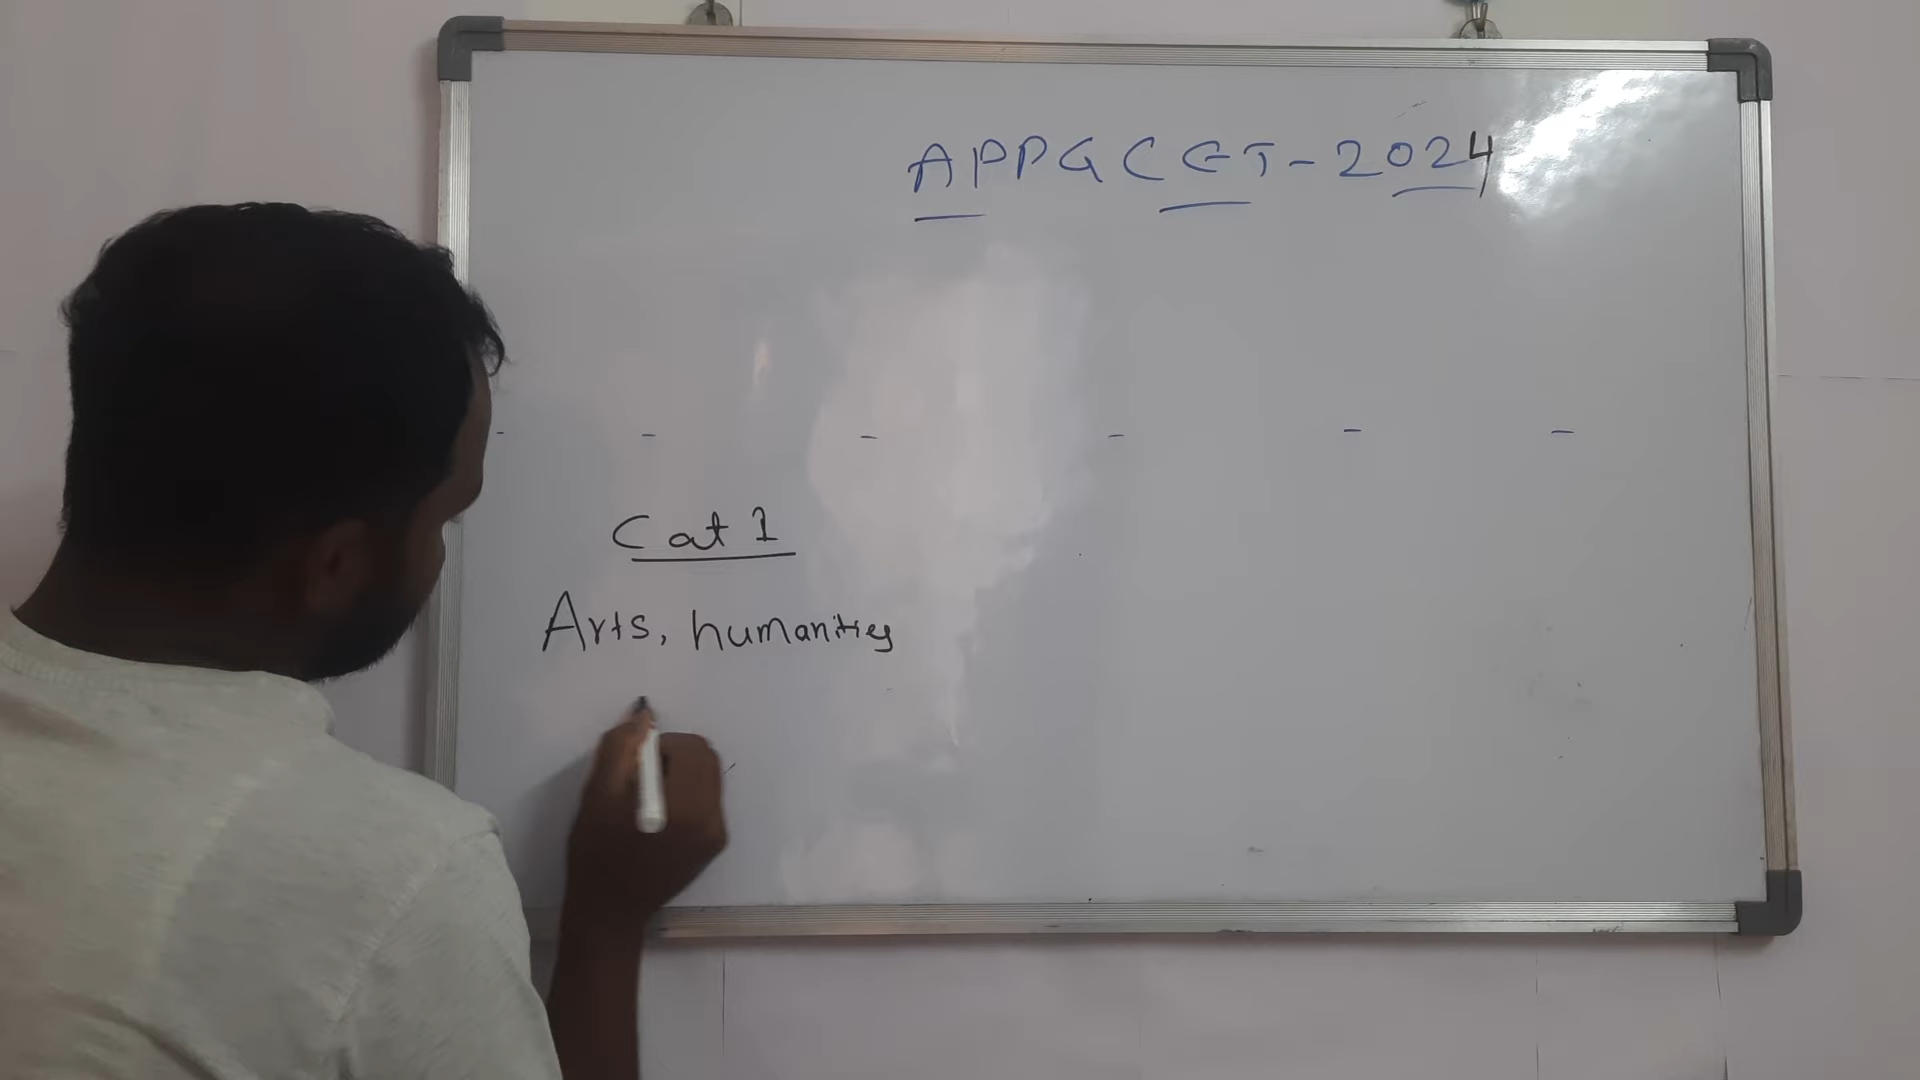 APPGCET-2024
- - - - - -
Cat 1
Arts, humanities